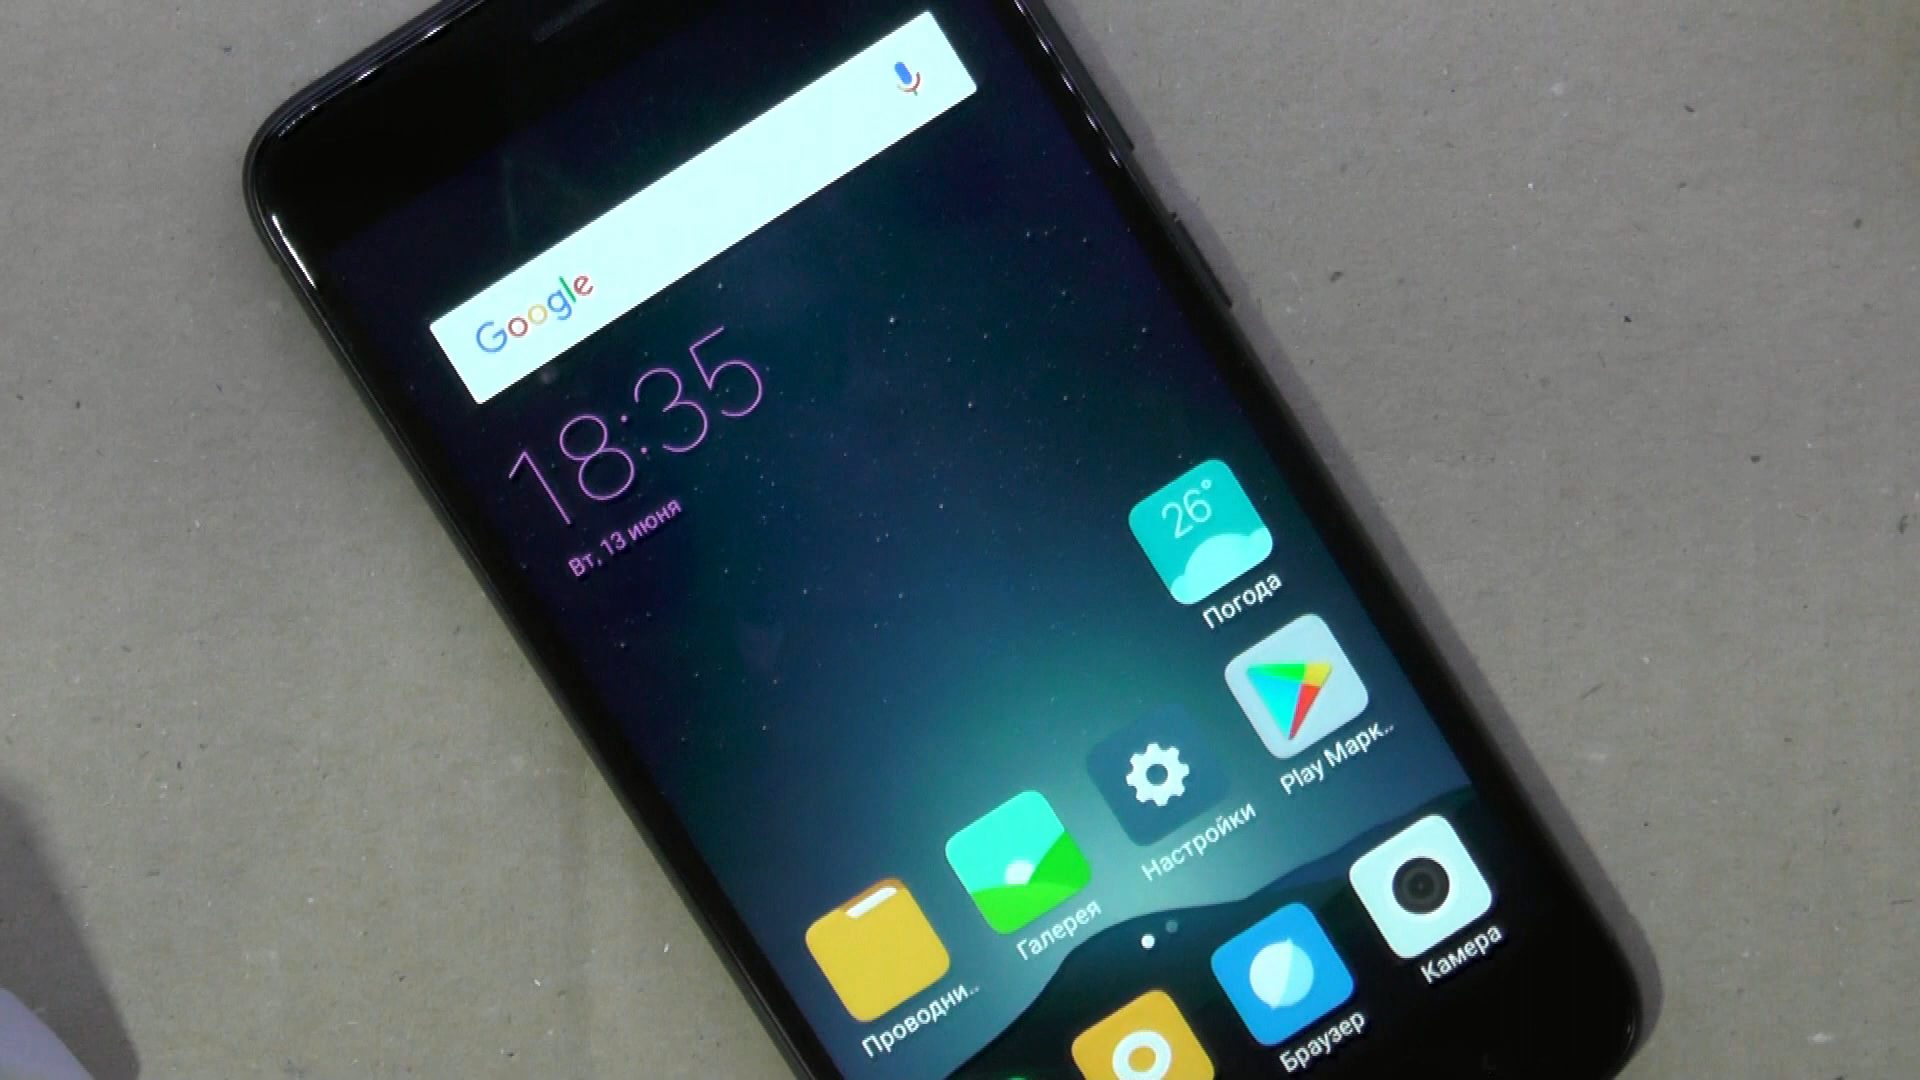 Google
18:35
Вт, 13 июня
26°
Погода
Проводни..
Галерея
Настройки
Play Марк..
Браузер
Камера